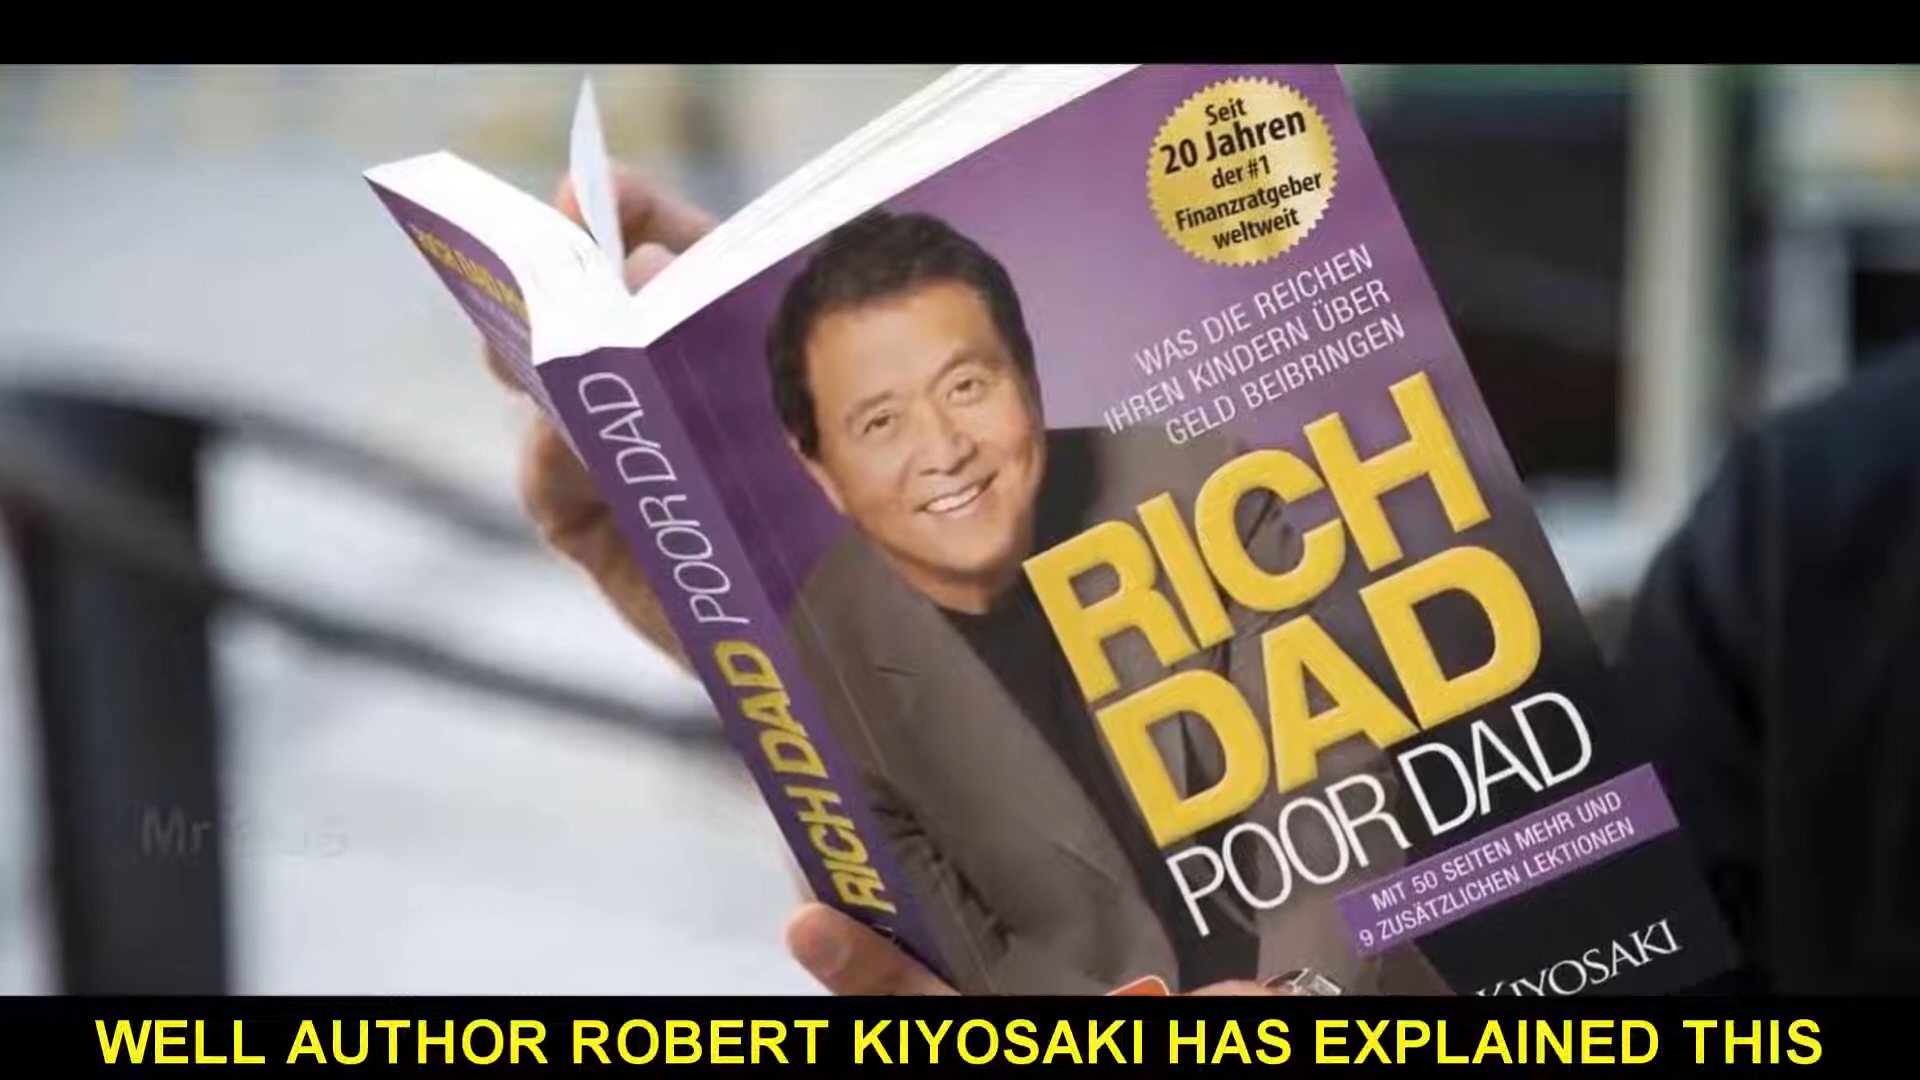 Seit
20 Jahren
der #1
Finanzratgeber
weltweit
WAS DIE REICHEN
IHREN KINDERN ÜBER
GELD BEIBRINGEN
RICH
DAD
POOR DAD
MIT 50 SEITEN MEHR UND
9 ZUSÄTZLICHEN LEKTIONEN
KIYOSAKI
RICH DAD POOR DAD
WELL AUTHOR ROBERT KIYOSAKI HAS EXPLAINED THIS